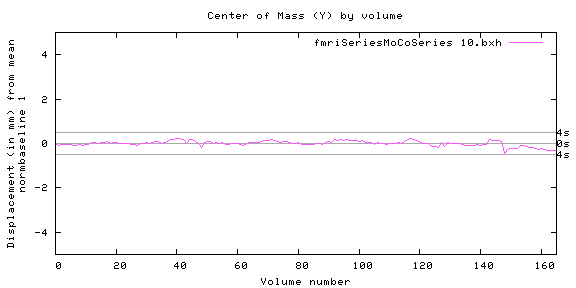 Center of Mass (Y) by volume
fmriSeriesMoCoSeries 10.bxh
Displacement (in mm) from mean
normbaseline 1
4
2
0
-2
-4
4s
0s
4s
0 20 40 60 80 100 120 140 160
Volume number